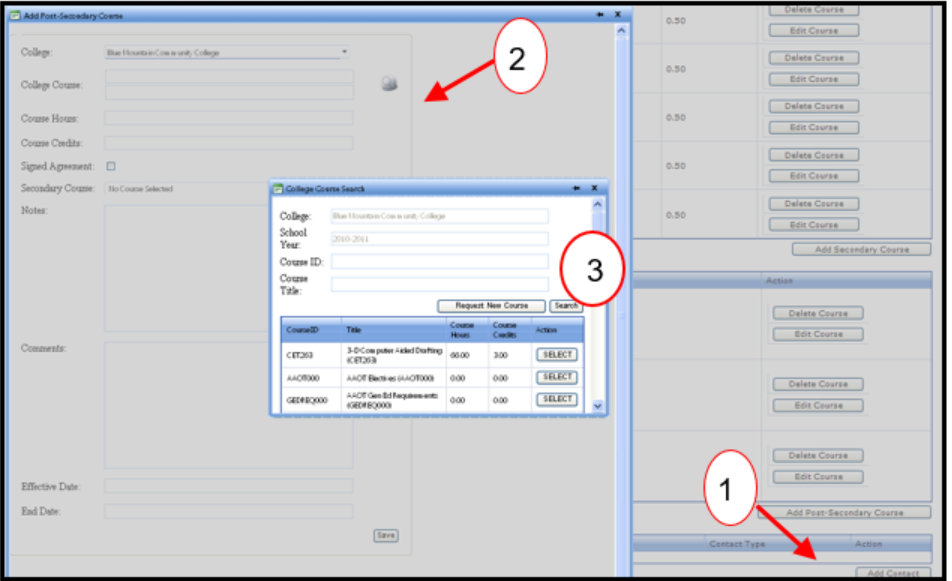 Add Post-Secondary Course
College:
Blue Mountain Community College
College Course:
Course Hours:
Course Credits:
Signed Agreement:
Secondary Course: No Course Selected
Notes:
Comments:
Effective Date:
End Date:
Save
2
College Course Search
College: Blue Mountain Community College
School
Year: 2010-2011
Course ID:
Course
Title:
Request New Course Search
3
CourseID Title Course Hours Course Credits Action
CET263 3-D Computer Aided Drafting (CET263) 66.00 3.00 SELECT
AAOT000 AAOT Electives (AAOT000) 0.00 0.00 SELECT
GEDREQ000 AAOT Gen Ed Requirements (GEDREQ000) 0.00 0.00 SELECT
Delete Course
0.50
Edit Course
Delete Course
0.50
Edit Course
Delete Course
0.50
Edit Course
Delete Course
0.50
Edit Course
Delete Course
0.50
Edit Course
Add Secondary Course
Action
Delete Course
Edit Course
Delete Course
Edit Course
Delete Course
Edit Course
1
Add Post-Secondary Course
Contact Type Action
Add Contact